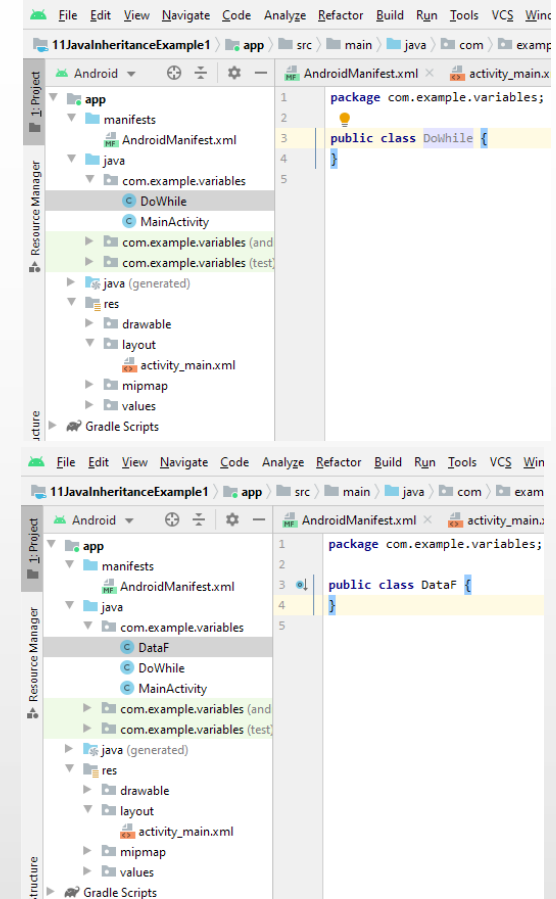 File Edit View Navigate Code Analyze Refactor Build Run Tools VCS Wind
11JavaInheritanceExample1 app src main java com examp
1: Project
Android
AndroidManifest.xml
activity_main.x
app
manifests
AndroidManifest.xml
java
com.example.variables
DoWhile
MainActivity
com.example.variables (and
com.example.variables (test)
java (generated)
res
drawable
layout
activity_main.xml
mipmap
values
Gradle Scripts
Resource Manager
cture
1 package com.example.variables;
2
3 public class DoWhile {
4 }
5
File Edit View Navigate Code Analyze Refactor Build Run Tools VCS Win
11JavaInheritanceExample1 app src main java com exam
1: Project
Android
AndroidManifest.xml
activity_main.x
app
manifests
AndroidManifest.xml
java
com.example.variables
DataF
DoWhile
MainActivity
com.example.variables (and
com.example.variables (test)
java (generated)
res
drawable
layout
activity_main.xml
mipmap
values
Gradle Scripts
Resource Manager
Structure
1 package com.example.variables;
2
3 public class DataF {
4 }
5